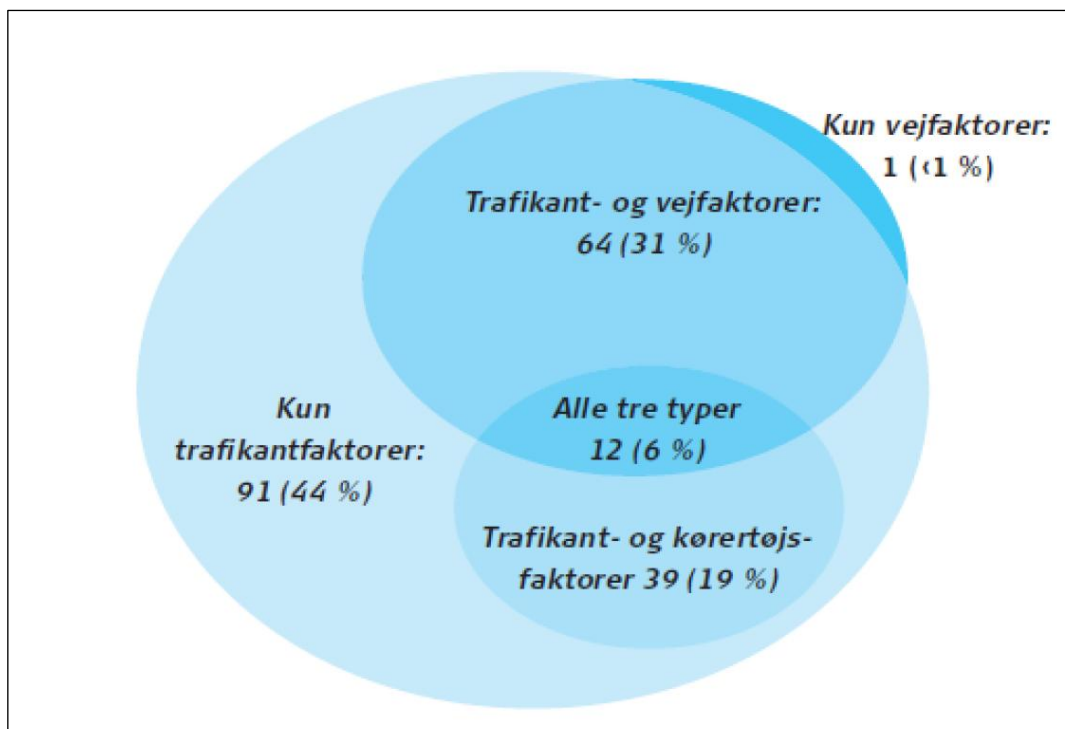 Kun vejfaktorer:
1 (‹1 %)
Trafikant- og vejfaktorer:
64 (31 %)
Alle tre typer
12 (6 %)
Kun
trafikantfaktorer:
91 (44 %)
Trafikant- og kørertøjs-
faktorer 39 (19 %)